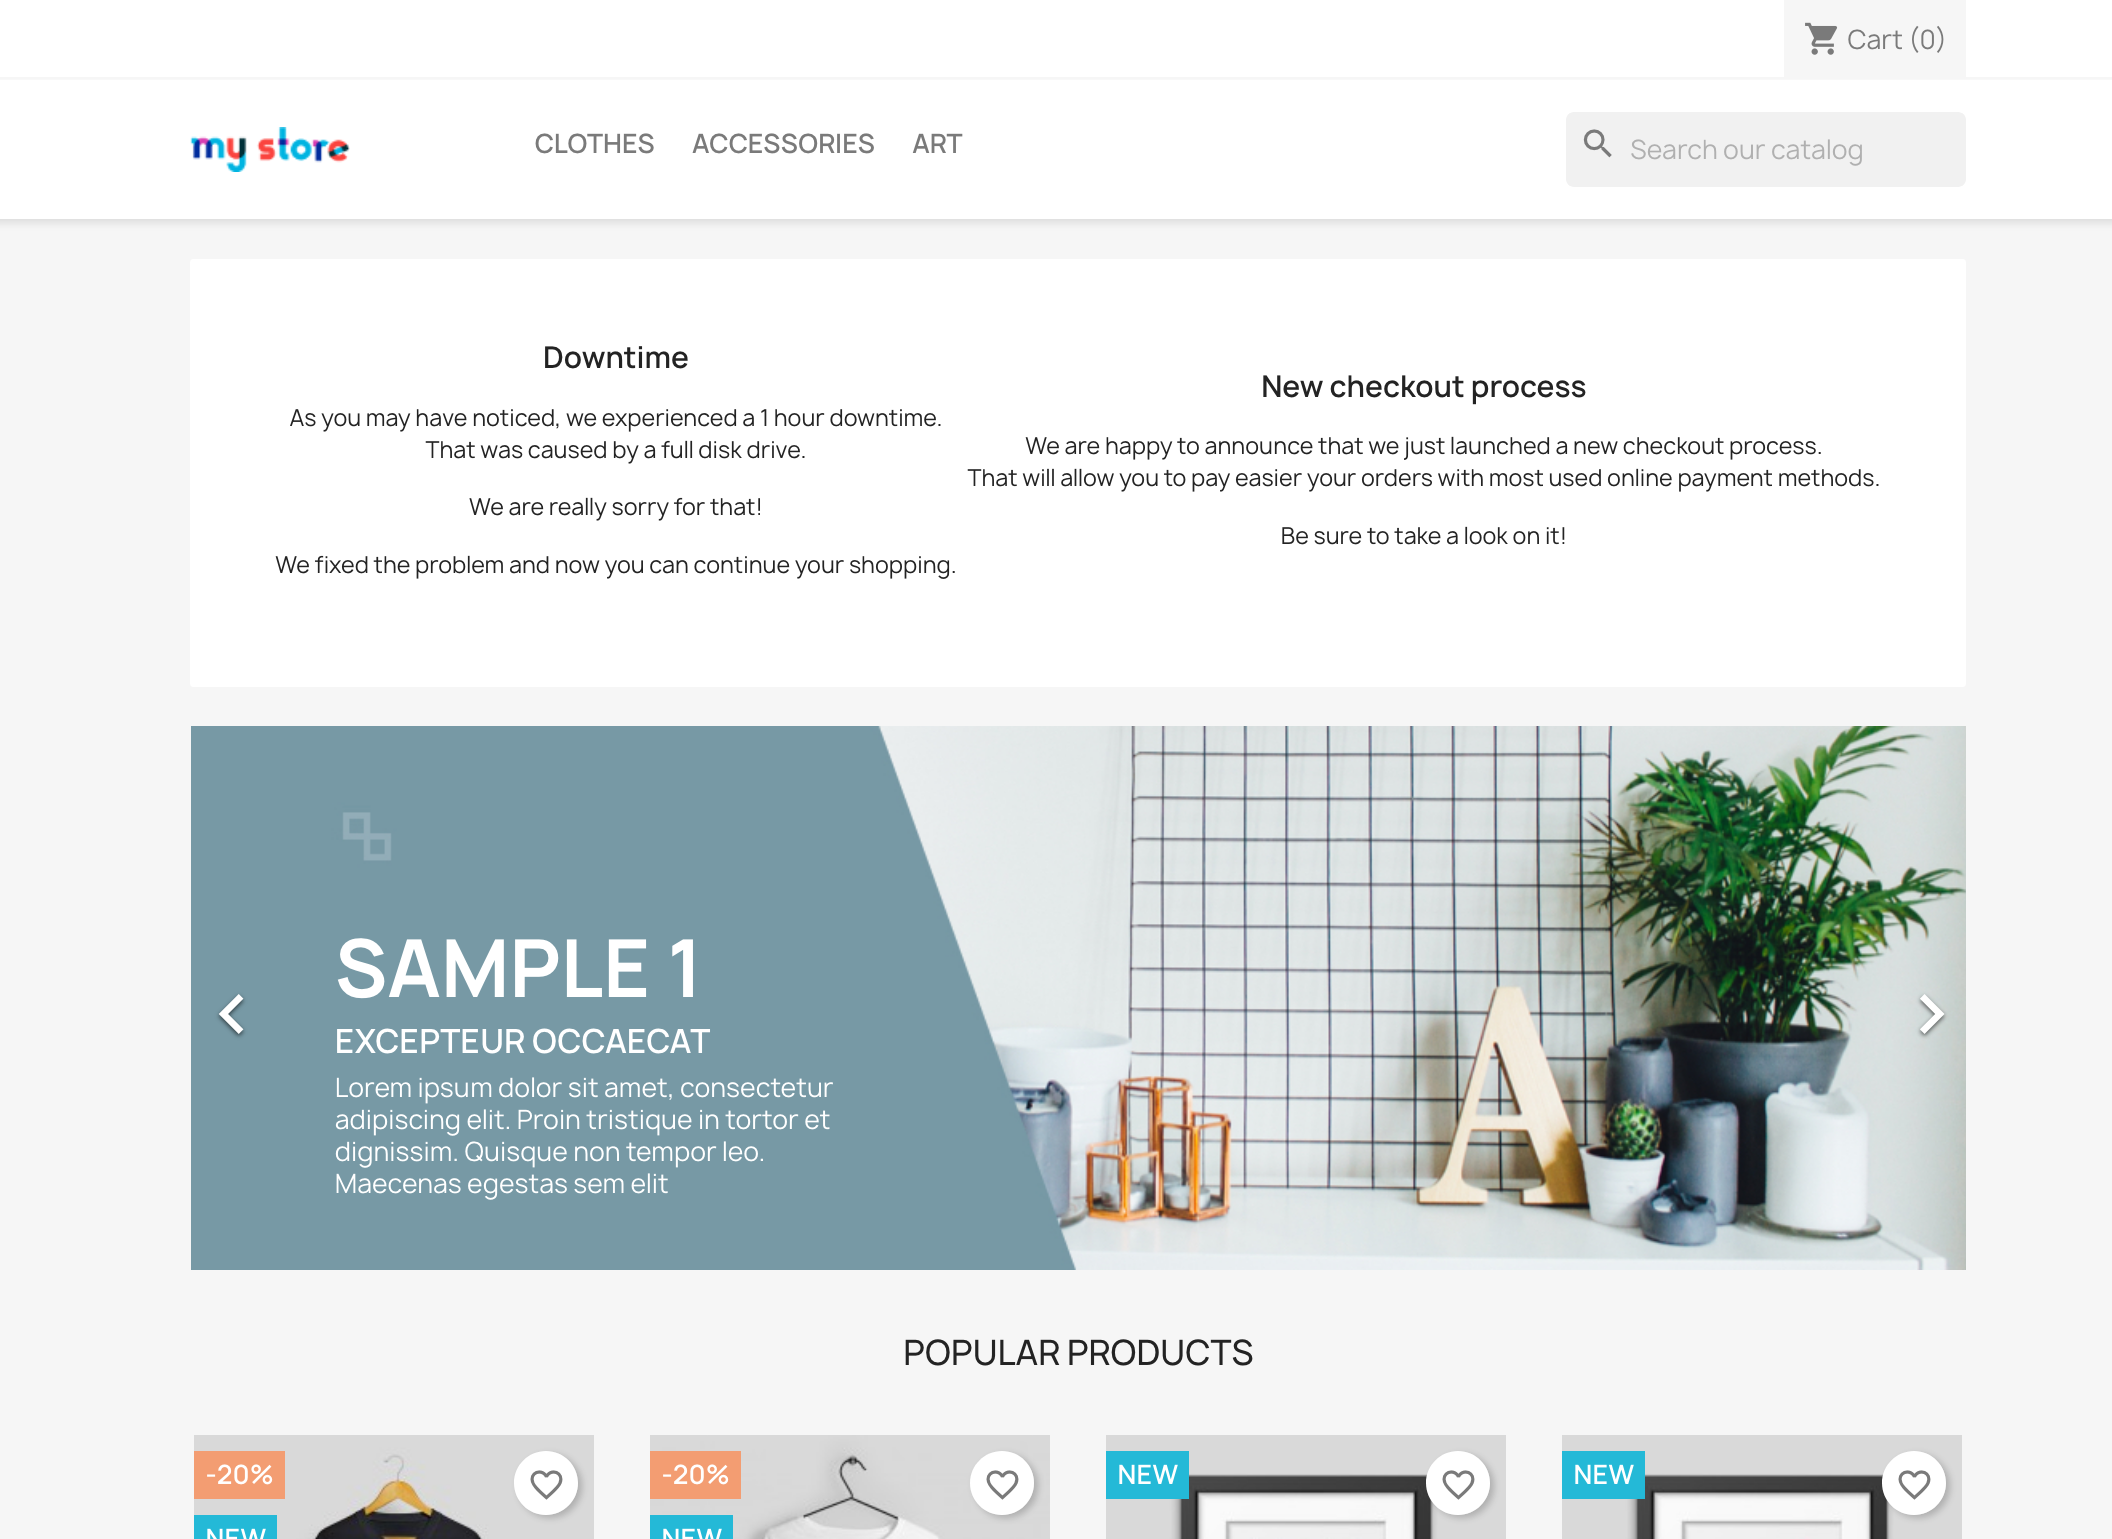 Cart (0)
my store
CLOTHES ACCESSORIES ART
Search our catalog
Downtime
As you may have noticed, we experienced a 1 hour downtime.
That was caused by a full disk drive.
We are really sorry for that!
We fixed the problem and now you can continue your shopping.
New checkout process
We are happy to announce that we just launched a new checkout process.
That will allow you to pay easier your orders with most used online payment methods.
Be sure to take a look on it!
SAMPLE 1
EXCEPTEUR OCCAECAT
Lorem ipsum dolor sit amet, consectetur
adipiscing elit. Proin tristique in tortor et
dignissim. Quisque non tempor leo.
Maecenas egestas sem elit
A
POPULAR PRODUCTS
-20%
NEW
-20%
NEW
NEW
NEW